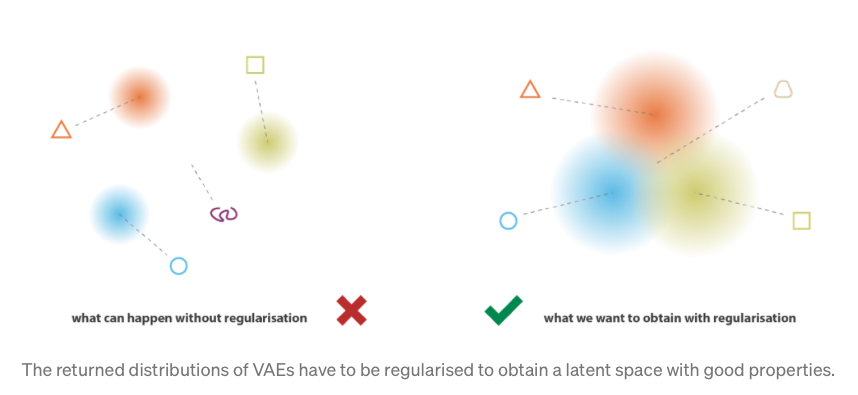 what can happen without regularisation
what we want to obtain with regularisation
The returned distributions of VAEs have to be regularised to obtain a latent space with good properties.